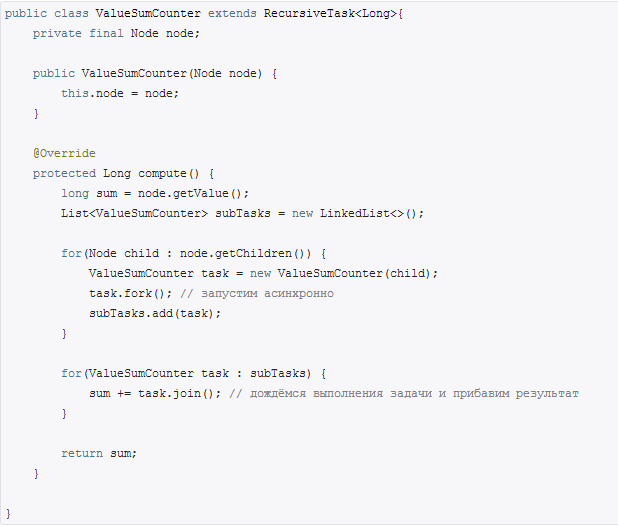 public class ValueSumCounter extends RecursiveTask<Long>{
    private final Node node;

    public ValueSumCounter(Node node) {
        this.node = node;
    }

    @Override
    protected Long compute() {
        long sum = node.getValue();
        List<ValueSumCounter> subTasks = new LinkedList<>();

        for(Node child : node.getChildren()) {
            ValueSumCounter task = new ValueSumCounter(child);
            task.fork(); // запустим асинхронно
            subTasks.add(task);
        }

        for(ValueSumCounter task : subTasks) {
            sum += task.join(); // дождёмся выполнения задачи и прибавим результат
        }

        return sum;
    }

}